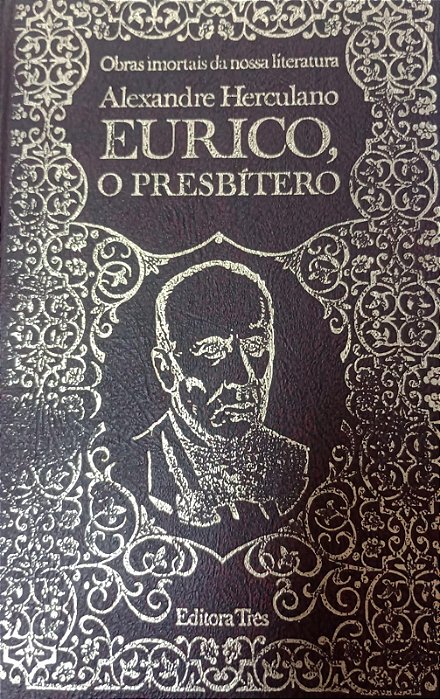 Obras imortais da nossa literatura
Alexandre Herculano
EURICO,
O PRESBÍTERO
Editora Três